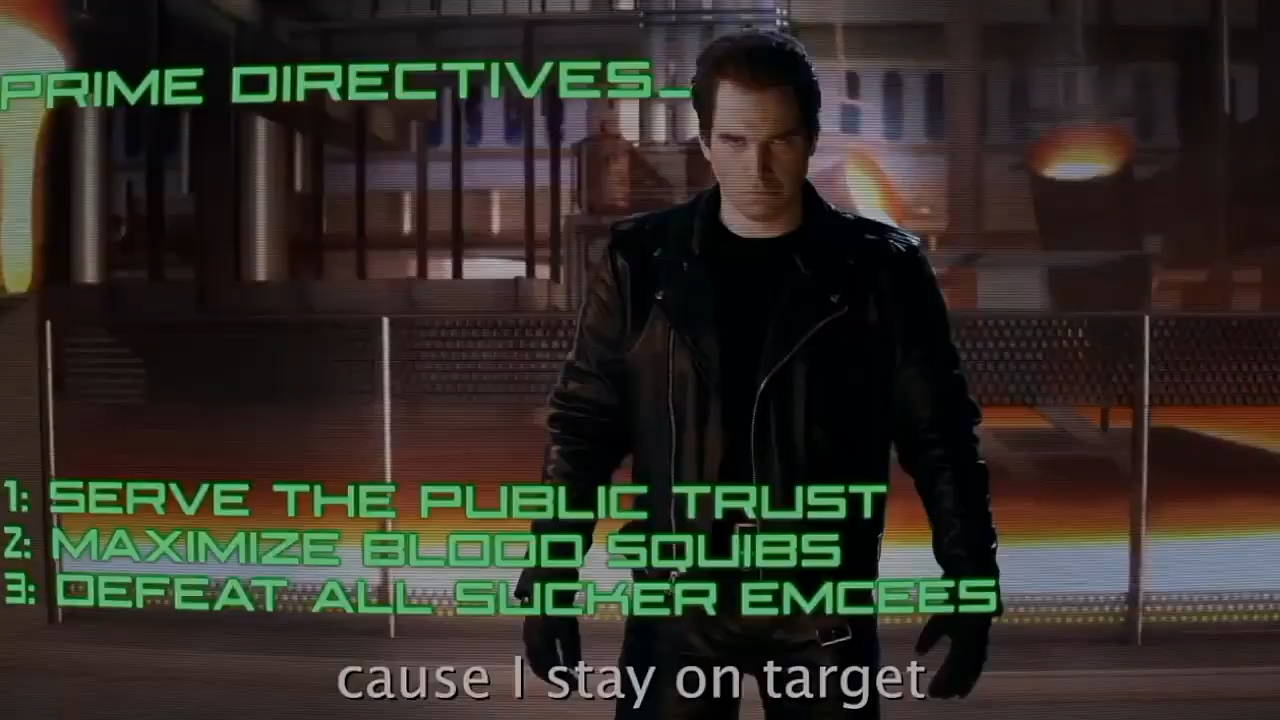 PRIME DIRECTIVES_
1: SERVE THE PUBLIC TRUST
2: MAXIMIZE BLOOD SQUIBS
3: DEFEAT ALL SUCKER EMCEES
cause I stay on target